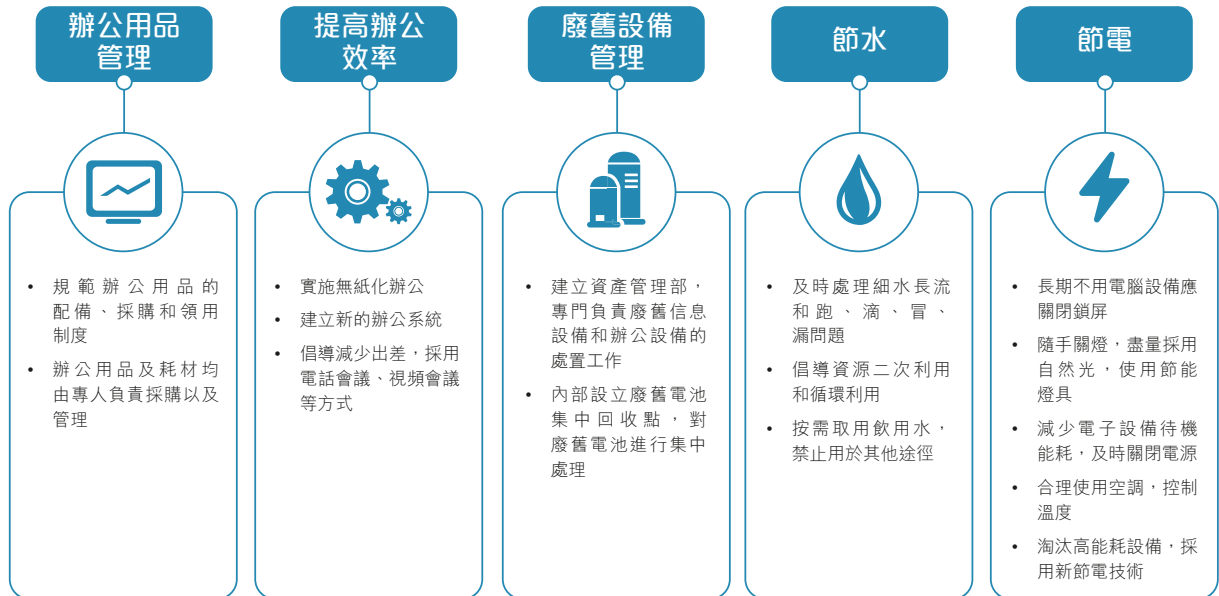 辦公用品
管理
• 規範辦公用品的
配備、採購和領用
制度
• 辦公用品及耗材均
由專人負責採購以及
管理
提高辦公
效率
• 實施無紙化辦公
• 建立新的辦公系統
• 倡導減少出差，採用
電話會議、視頻會議
等方式
廢舊設備
管理
• 建立資產管理部，
專門負責廢舊信息
設備和辦公設備的
處置工作
• 內部設立廢舊電池
集中回收點，對
廢舊電池進行集中
處理
節水
• 及時處理細水長流
和跑、滴、冒、
漏問題
• 倡導資源二次利用
和循環利用
• 按需取用飲用水，
禁止用於其他途徑
節電
• 長期不用電腦設備應
關閉鎖屏
• 隨手關燈，盡量採用
自然光，使用節能
燈具
• 減少電子設備待機
能耗，及時關閉電源
• 合理使用空調，控制
溫度
• 淘汰高能耗設備，採
用新節電技術